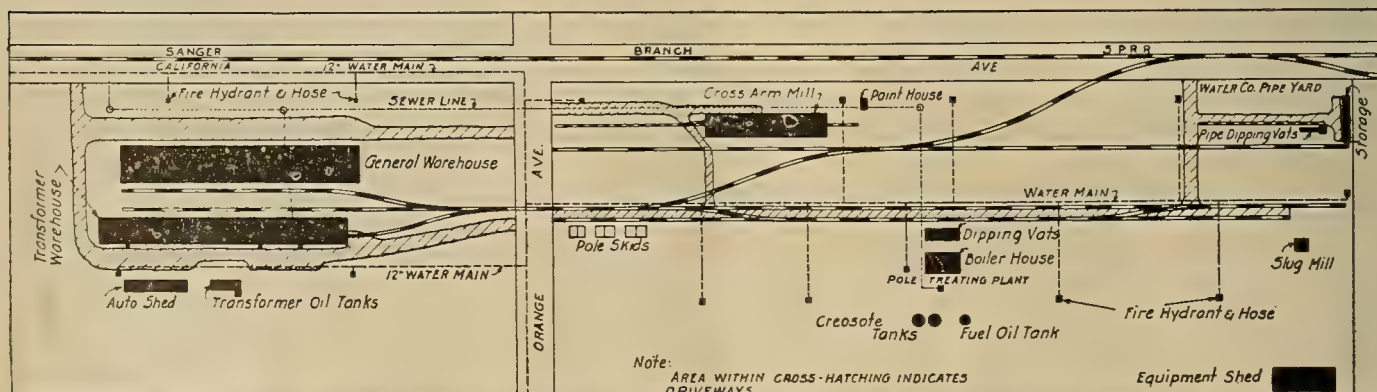 SANGER BRANCH S.P.R.R.
CALIFORNIA AVE
12" WATER MAIN
Fire Hydrant & Hose
SEWER LINE
Cross Arm Mill
Paint House
WATER CO. PIPE YARD
Pipe Dipping Vats
Storage
General Warehouse
AVE.
Transformer
Warehouse
WATER MAIN
Pole Skids
Dipping Vats
Boiler House
POLE TREATING PLANT
Slug Mill
12" WATER MAIN
Auto Shed
Transformer Oil Tanks
ORANGE
Creosote
Tanks
Fuel Oil Tank
Fire Hydrant & Hose
Note:
AREA WITHIN CROSS-HATCHING INDICATES
DRIVEWAYS
Equipment Shed